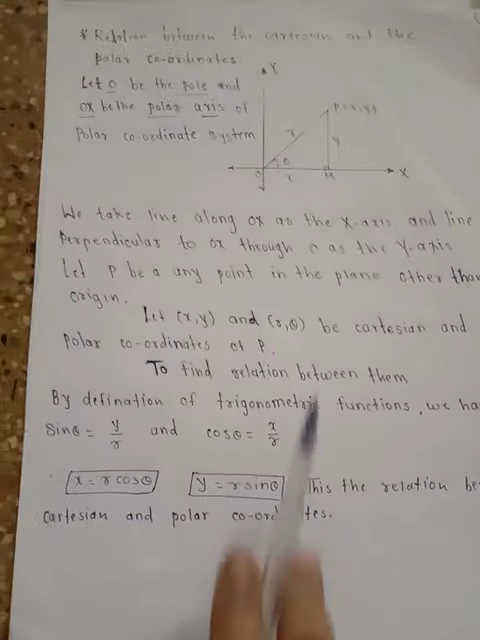 * Relation between the cartesian and the
polar co-ordinates
Let O be the pole and
ox be the polar axis of
Polar co-ordinate system
Y
P(x,y)
r
y
θ
O
x
M
X
We take line along ox as the X-axis and line
Perpendicular to ox through O as the Y-axis
Let P be a any point in the plane other than
origin.
Let (x,y) and (r,θ) be cartesian and
Polar co-ordinates of P.
To find relation between them
By defination of trigonometric functions, we ha
sinθ = y/r and cosθ = x/r
x = r cosθ y = r sinθ This the relation be
cartesian and polar co-ord tes.